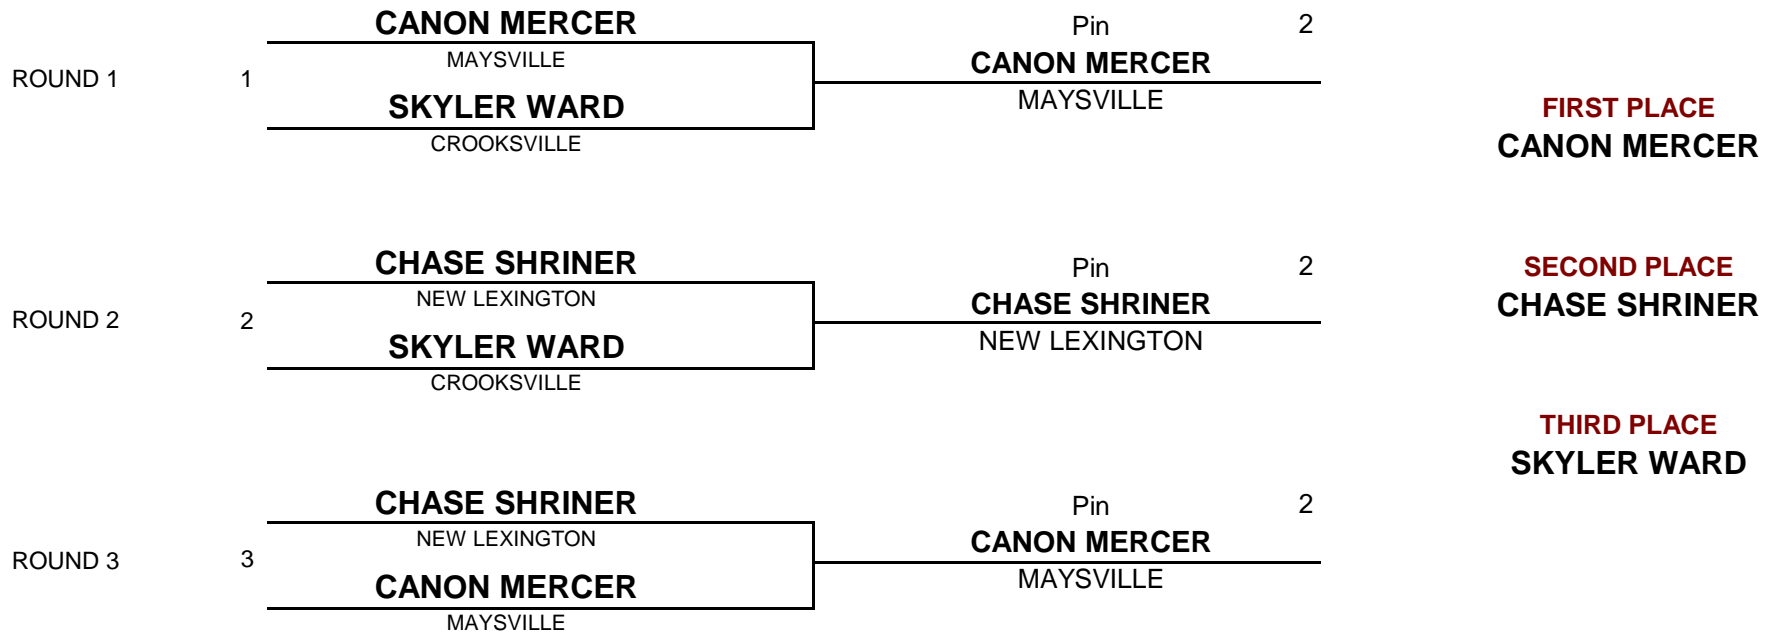 CANON MERCER
MAYSVILLE
ROUND 1
1
SKYLER WARD
CROOKSVILLE
Pin
2
CANON MERCER
MAYSVILLE
FIRST PLACE
CANON MERCER
CHASE SHRINER
NEW LEXINGTON
ROUND 2
2
SKYLER WARD
CROOKSVILLE
Pin
2
CHASE SHRINER
NEW LEXINGTON
SECOND PLACE
CHASE SHRINER
THIRD PLACE
SKYLER WARD
CHASE SHRINER
NEW LEXINGTON
ROUND 3
3
CANON MERCER
MAYSVILLE
Pin
2
CANON MERCER
MAYSVILLE